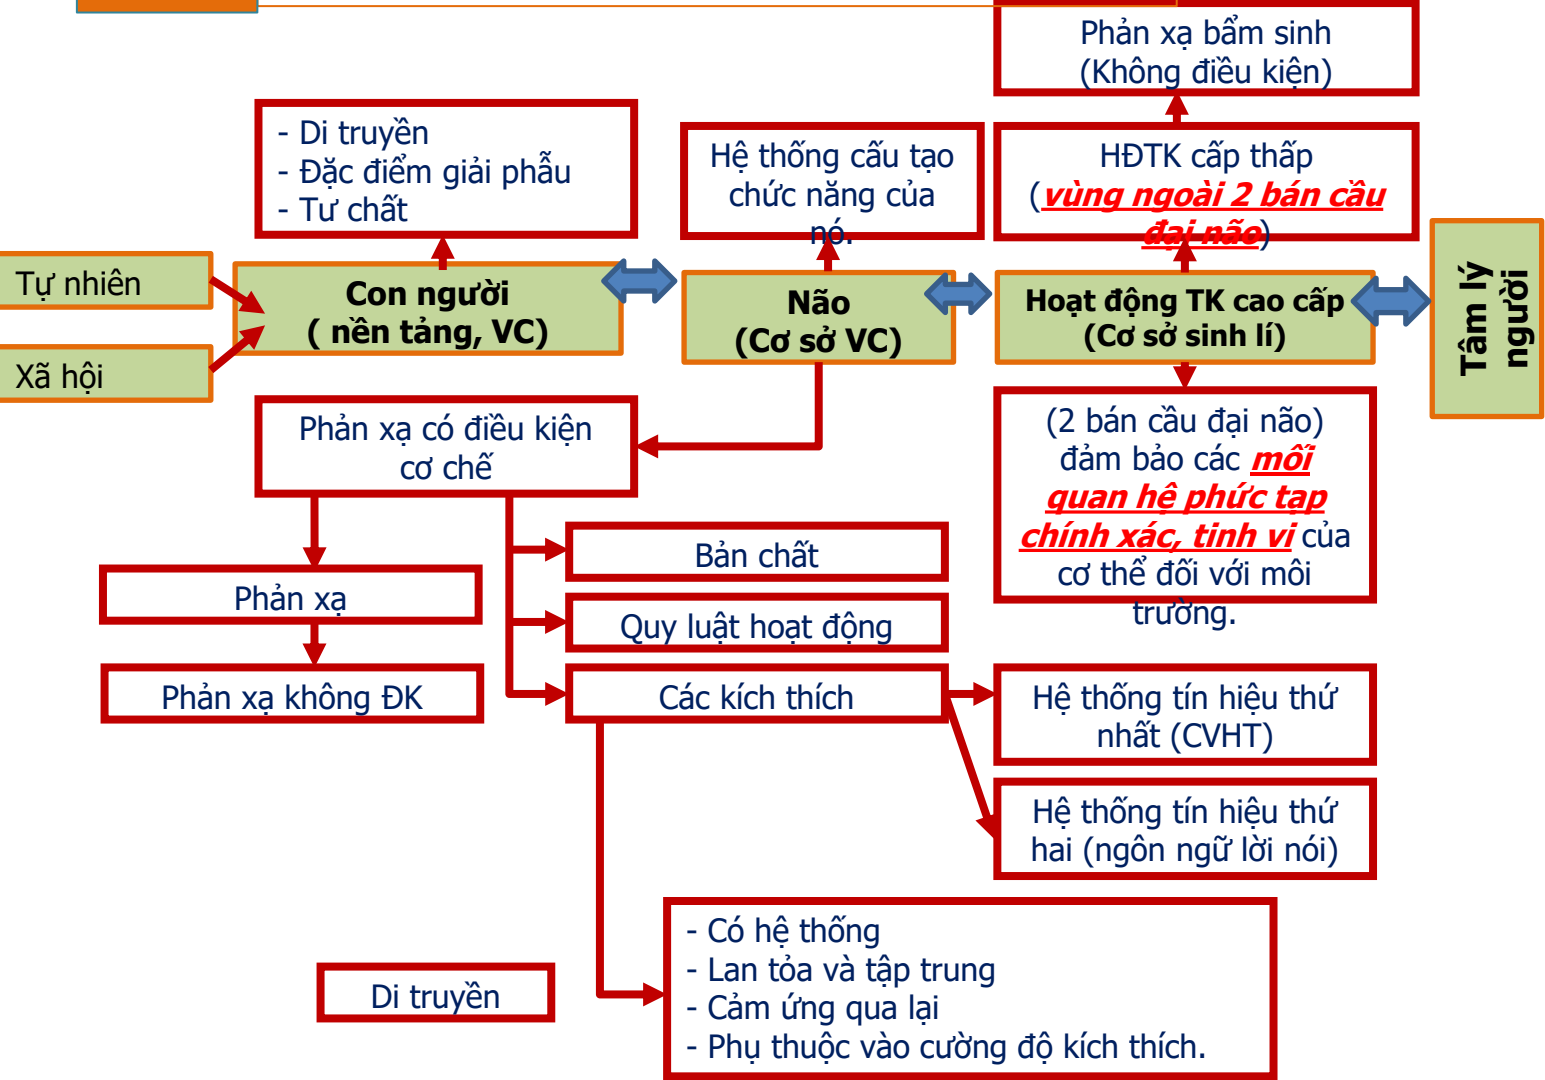 Phản xạ bẩm sinh
(Không điều kiện)
- Di truyền
- Đặc điểm giải phẫu
- Tư chất
Hệ thống cấu tạo
chức năng của
nó.
HĐTK cấp thấp
(vùng ngoài 2 bán cầu
đại não)
Tự nhiên
Xã hội
Con người
( nền tảng, VC)
Não
(Cơ sở VC)
Hoạt động TK cao cấp
(Cơ sở sinh lí)
Tâm lý
người
Phản xạ có điều kiện
cơ chế
(2 bán cầu đại não)
đảm bảo các mối
quan hệ phức tạp
chính xác, tinh vi của
cơ thể đối với môi
trường.
Bản chất
Phản xạ
Quy luật hoạt động
Phản xạ không ĐK
Các kích thích
Hệ thống tín hiệu thứ
nhất (CVHT)
Hệ thống tín hiệu thứ
hai (ngôn ngữ lời nói)
- Có hệ thống
- Lan tỏa và tập trung
- Cảm ứng qua lại
- Phụ thuộc vào cường độ kích thích.
Di truyền